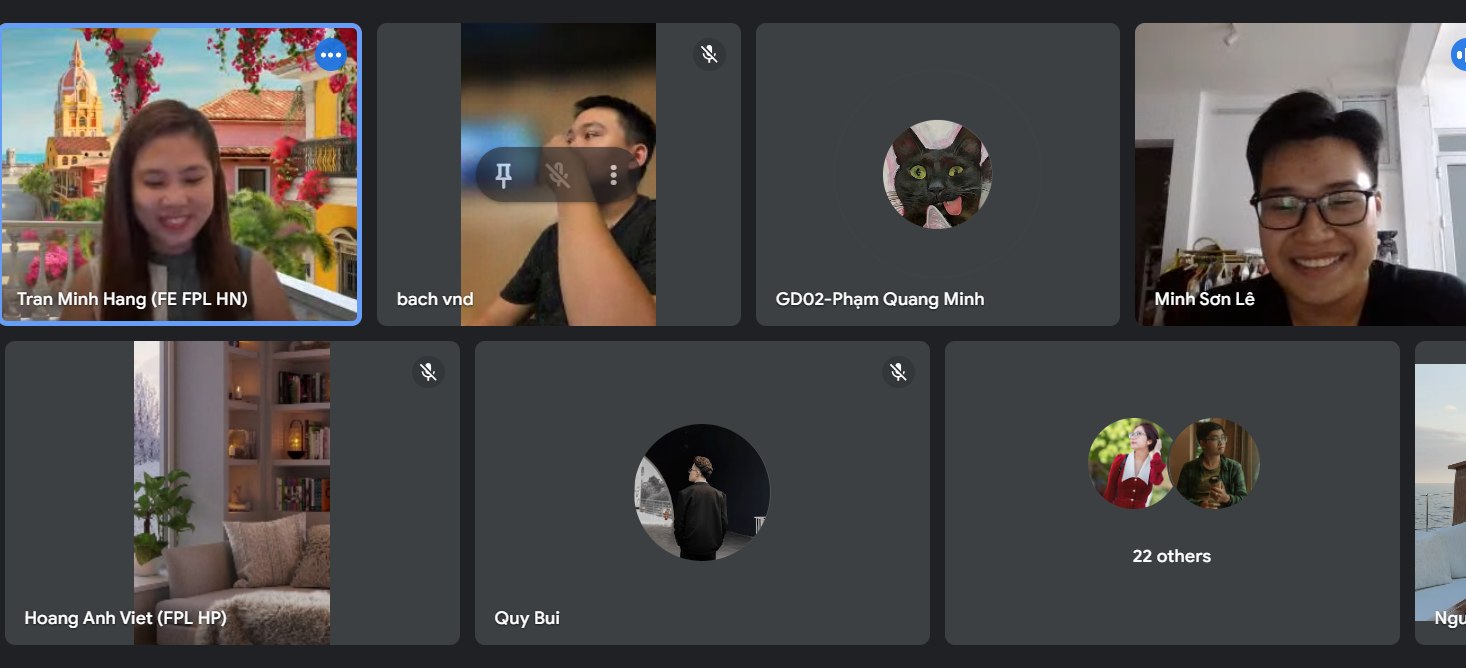 Tran Minh Hang (FE FPL HN)
bach vnd
GD02-Phạm Quang Minh
Minh Sơn Lê
Hoang Anh Viet (FPL HP)
Quy Bui
22 others
Ngu